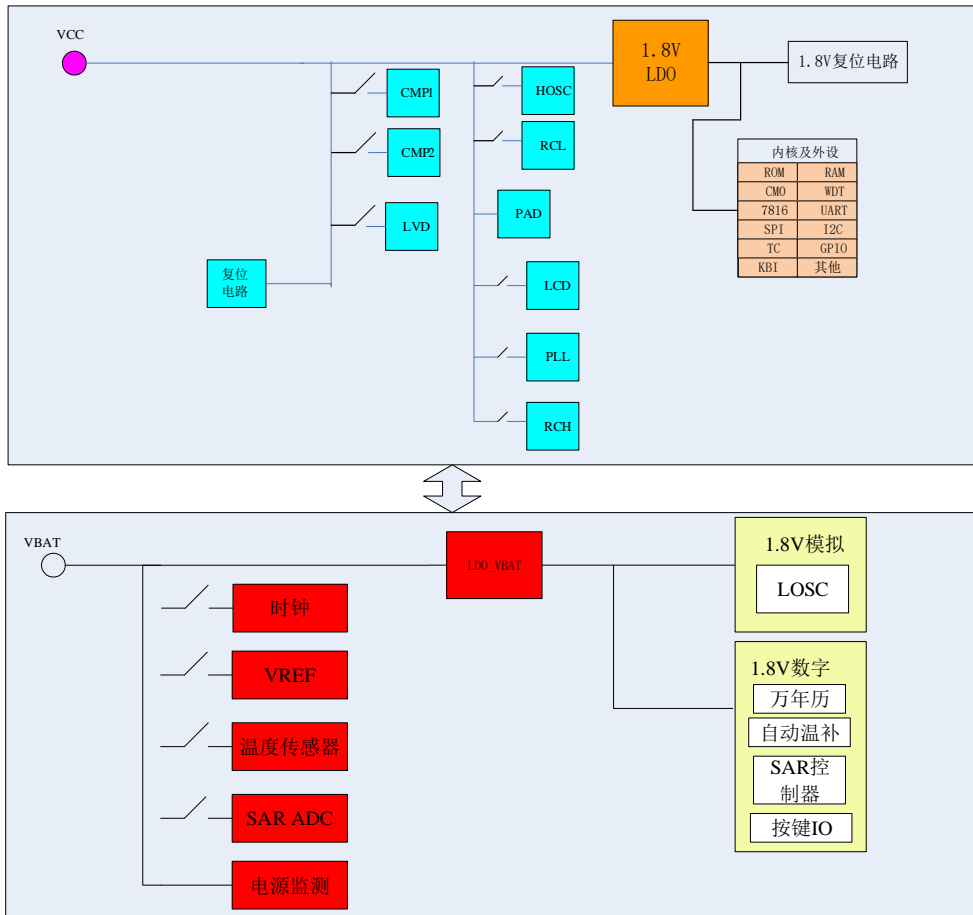 VCC
1.8V
LDO
1.8V复位电路
CMP1
CMP2
LVD
复位
电路
HOSC
RCL
PAD
LCD
PLL
RCH
内核及外设
ROM RAM
CMO WDT
7816 UART
SPI I2C
TC GPIO
KBI 其他
VBAT
LDO_VBAT
时钟
VREF
温度传感器
SAR ADC
电源监测
1.8V模拟
LOSC
1.8V数字
万年历
自动温补
SAR控
制器
按键IO